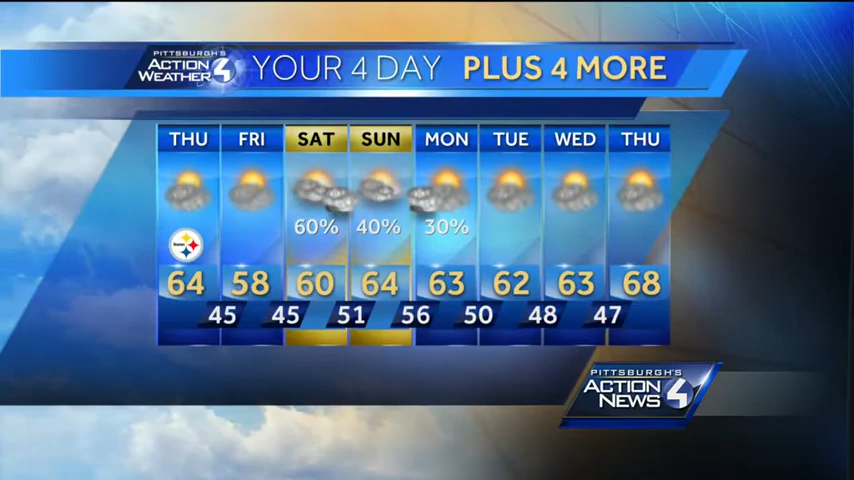 PITTSBURGH'S
ACTION
WEATHER 4
YOUR 4 DAY PLUS 4 MORE
THU FRI SAT SUN MON TUE WED THU
60% 40% 30%
Steelers
64 58 60 64 63 62 63 68
45 45 51 56 50 48 47
PITTSBURGH'S
ACTION
NEWS 4